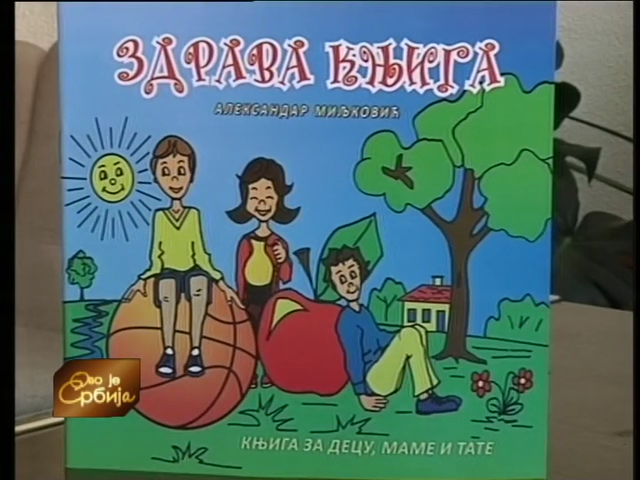 ЗДРАВА КЊИГА
АЛЕКСАНДАР МИЉКОВИЋ
Ово је
Србија
КЊИГА ЗА ДЕЦУ, МАМЕ И ТАТЕ